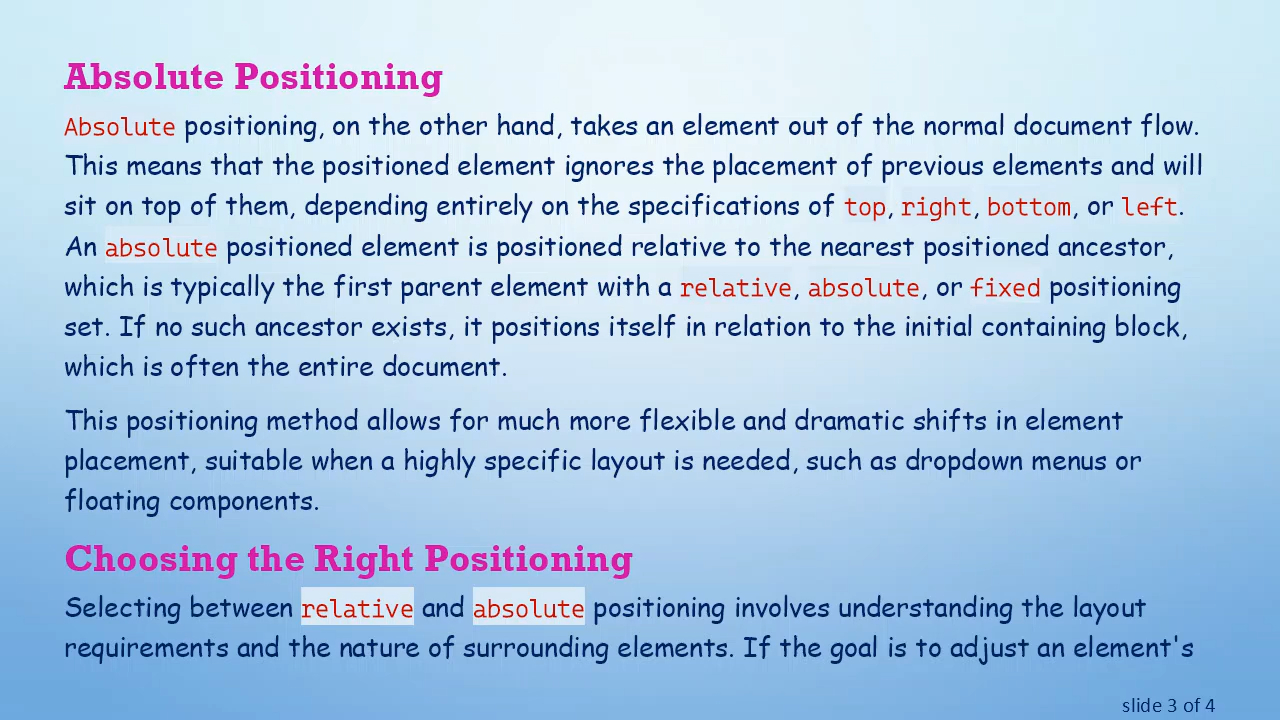 Absolute Positioning
Absolute positioning, on the other hand, takes an element out of the normal document flow.
This means that the positioned element ignores the placement of previous elements and will
sit on top of them, depending entirely on the specifications of top, right, bottom, or left.
An absolute positioned element is positioned relative to the nearest positioned ancestor,
which is typically the first parent element with a relative, absolute, or fixed positioning
set. If no such ancestor exists, it positions itself in relation to the initial containing block,
which is often the entire document.
This positioning method allows for much more flexible and dramatic shifts in element
placement, suitable when a highly specific layout is needed, such as dropdown menus or
floating components.
Choosing the Right Positioning
Selecting between relative and absolute positioning involves understanding the layout
requirements and the nature of surrounding elements. If the goal is to adjust an element's
slide 3 of 4